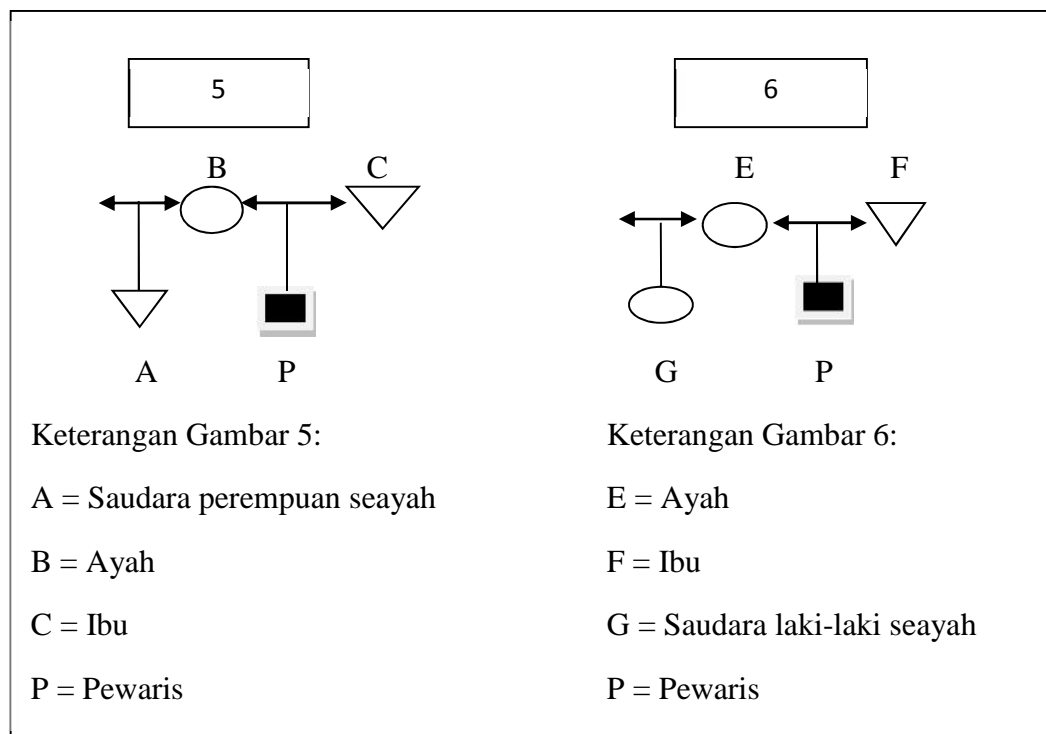 5
B C
A P
Keterangan Gambar 5:
A = Saudara perempuan seayah
B = Ayah
C = Ibu
P = Pewaris
6
E F
G P
Keterangan Gambar 6:
E = Ayah
F = Ibu
G = Saudara laki-laki seayah
P = Pewaris